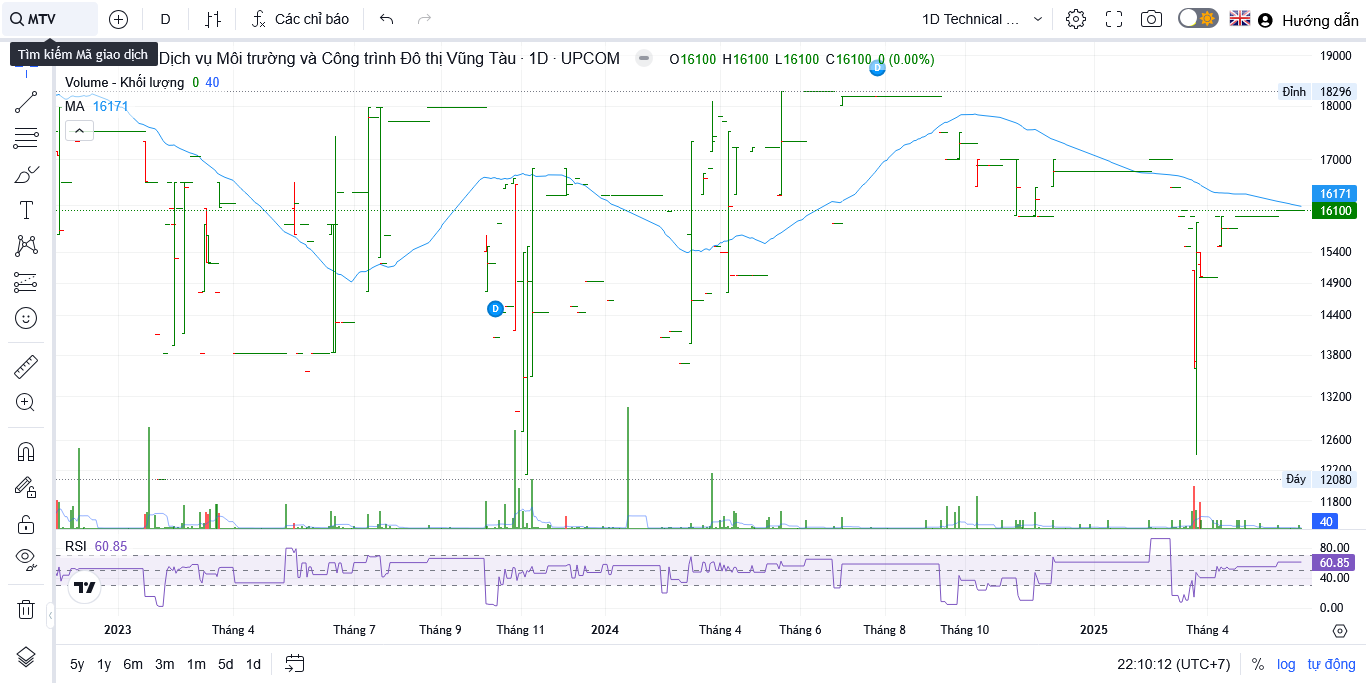 MTV
D
Các chỉ báo
1D Technical ...
Hướng dẫn
Tìm kiếm Mã giao dịch
Dịch vụ Môi trường và Công trình Đô thị Vũng Tàu · 1D · UPCOM
O16100 H16100 L16100 C16100 0 (0.00%)
Volume - Khối lượng 0 40
MA 16171
D
D
19000
Đỉnh 18296
18000
17000
16171
16100
15400
14900
14400
13800
13200
12600
12200
Đáy 12080
11800
40
RSI 60.85
80.00
60.85
40.00
0.00
2023
Tháng 4
Tháng 7
Tháng 9
Tháng 11
2024
Tháng 4
Tháng 6
Tháng 8
Tháng 10
2025
Tháng 4
5y 1y 6m 3m 1m 5d 1d
22:10:12 (UTC+7)
% log tự động